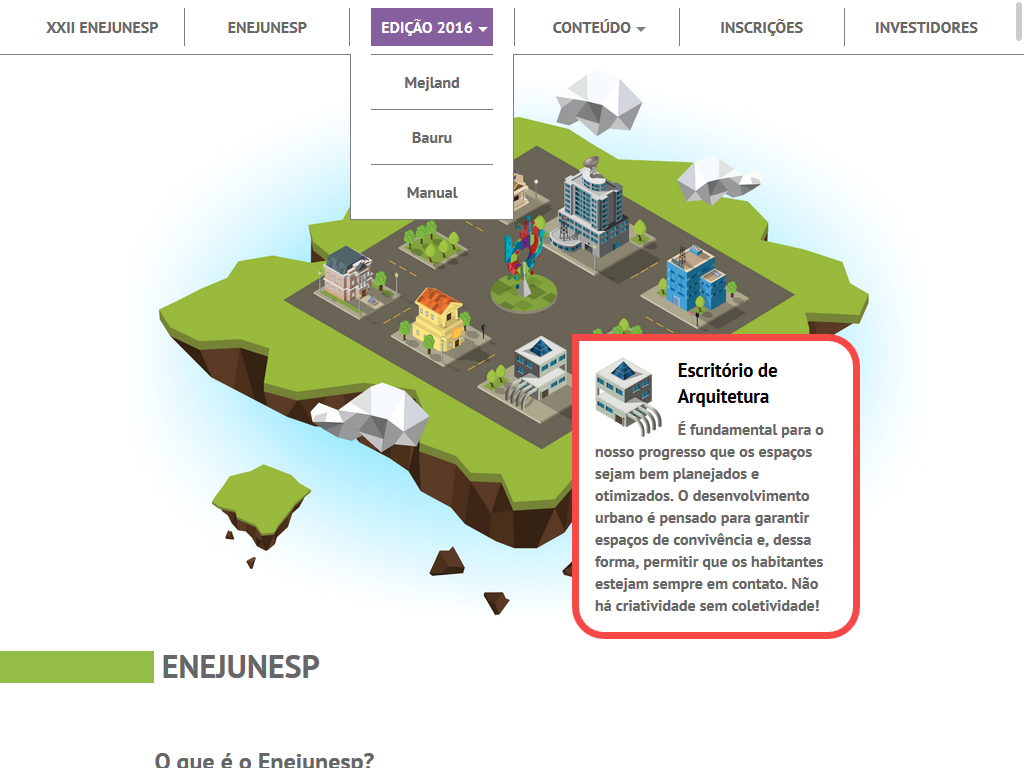 XXII ENEJUNESP
ENEJUNESP
EDIÇÃO 2016
CONTEÚDO
INSCRIÇÕES
INVESTIDORES
Mejland
Bauru
Manual
Escritório de
Arquitetura
É fundamental para o
nosso progresso que os espaços
sejam bem planejados e
otimizados. O desenvolvimento
urbano é pensado para garantir
espaços de convivência e, dessa
forma, permitir que os habitantes
estejam sempre em contato. Não
há criatividade sem coletividade!
ENEJUNESP
O que é o Enejunesp?